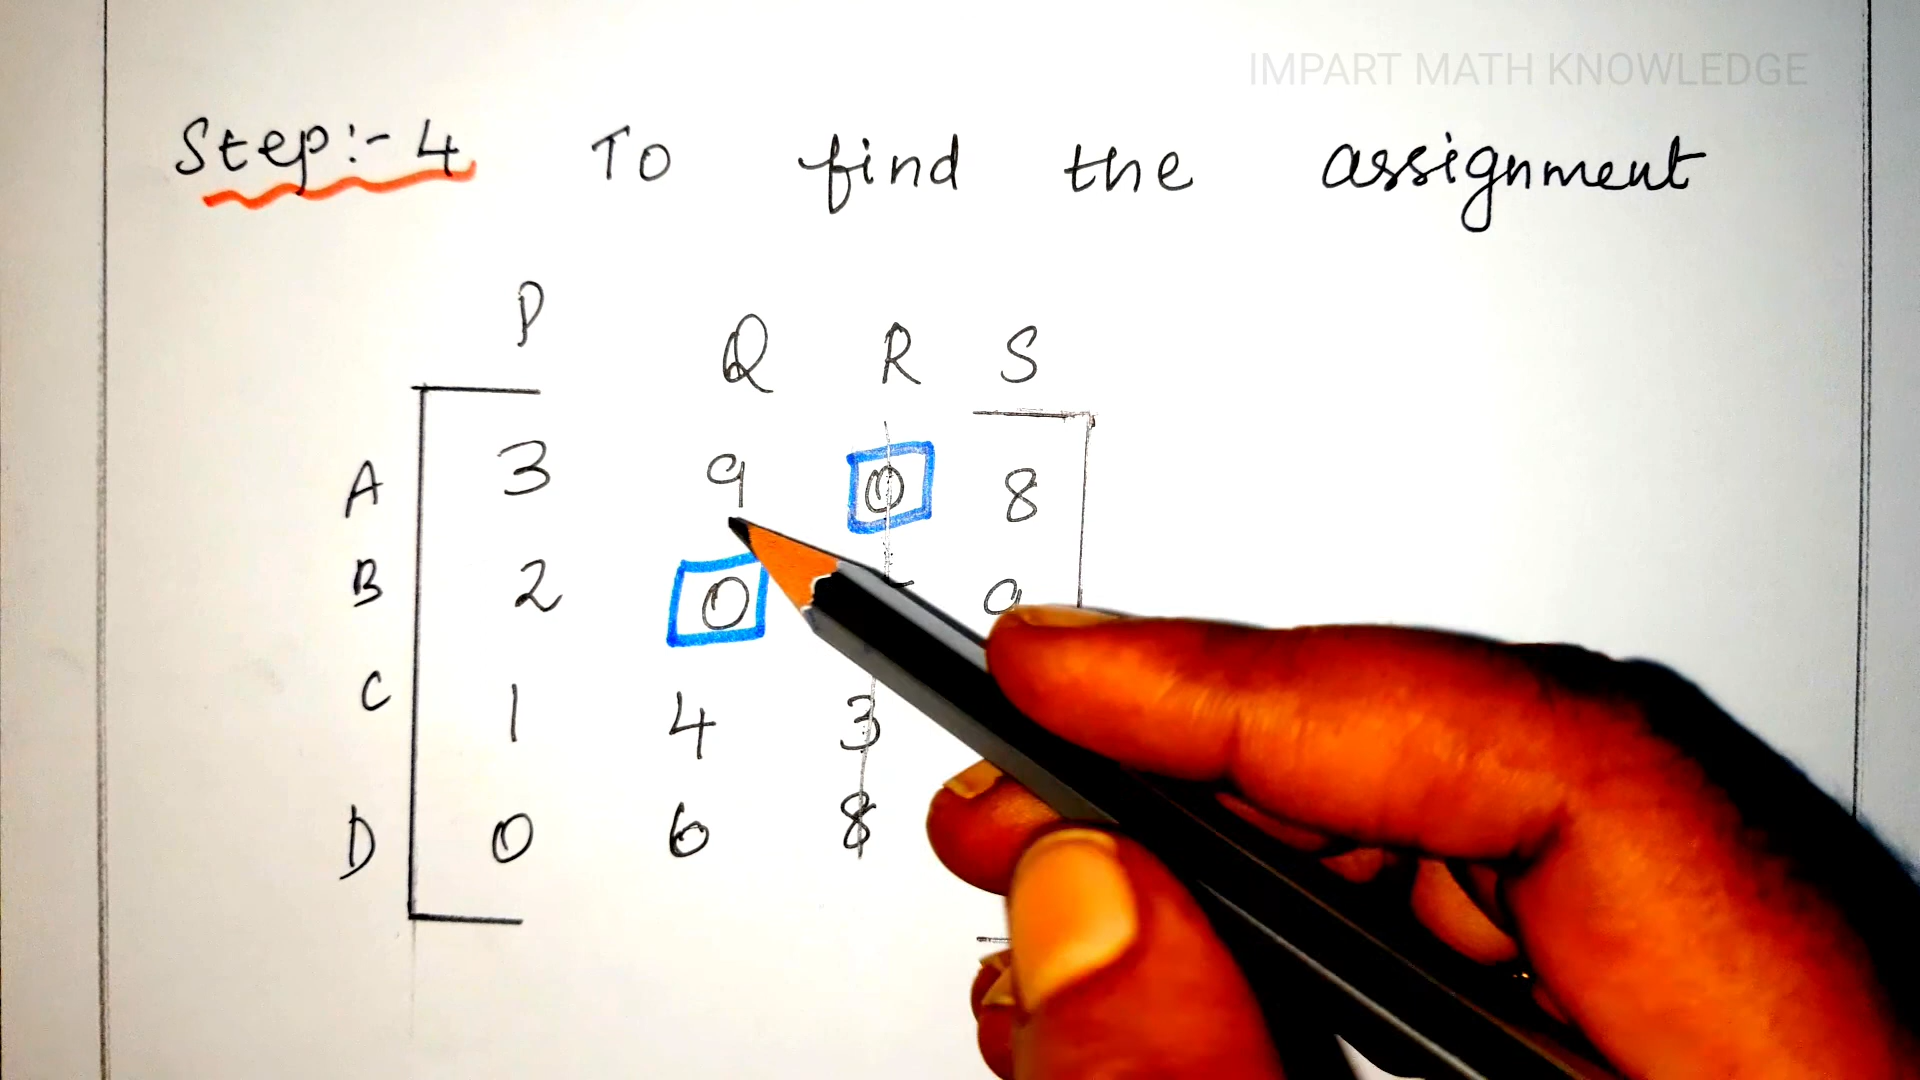 IMPART MATH KNOWLEDGE
Step:- 4 To find the assignment
P Q R S
A 3 9 0 8
B 2 0 9
C 1 4 3
D 0 6 8